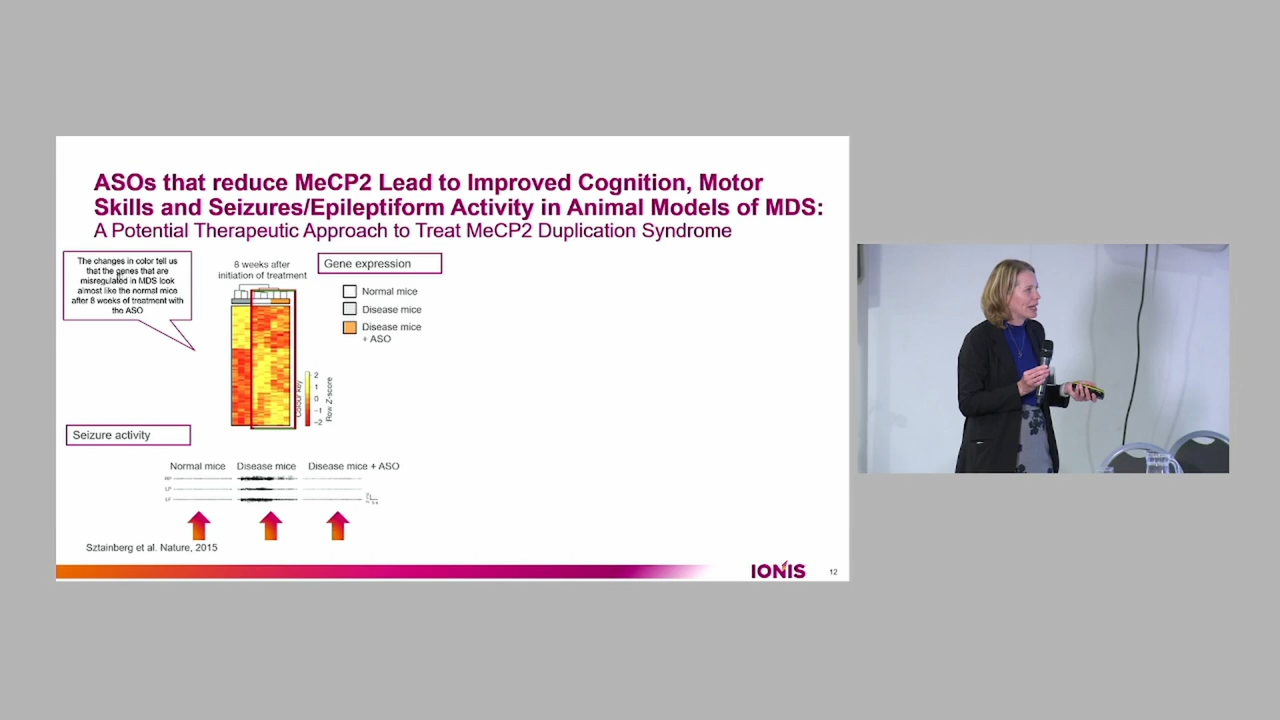 ASOs that reduce MeCP2 Lead to Improved Cognition, Motor
Skills and Seizures/Epileptiform Activity in Animal Models of MDS:
A Potential Therapeutic Approach to Treat MeCP2 Duplication Syndrome
The changes in color tell us
that the genes that are
misregulated in MDS look
almost like the normal mice
after 8 weeks of treatment with
the ASO
8 weeks after
initiation of treatment
Gene expression
Normal mice
Disease mice
Disease mice
+ ASO
2
1
0
−1
−2
Colour key
Row Z-score
Seizure activity
Normal mice
Disease mice
Disease mice + ASO
HP
LP
LF
Sztainberg et al. Nature, 2015
IONIS
12